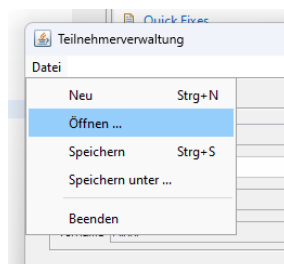 Quick Fixes
Teilnehmerverwaltung
Datei
Neu Strg+N
Öffnen ...
Speichern Strg+S
Speichern unter ...
Beenden